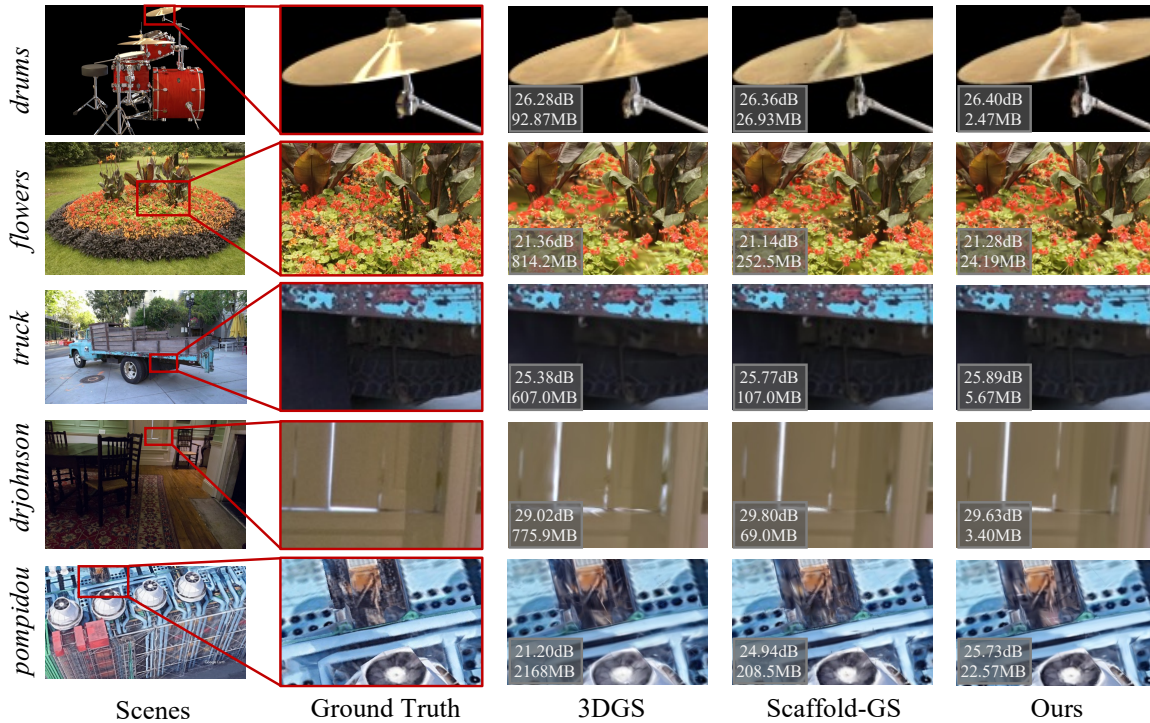 drums
26.28dB
92.87MB
26.36dB
26.93MB
26.40dB
2.47MB
flowers
21.36dB
814.2MB
21.14dB
252.5MB
21.28dB
24.19MB
truck
25.38dB
607.0MB
25.77dB
107.0MB
25.89dB
5.67MB
drjohnson
29.02dB
775.9MB
29.80dB
69.0MB
29.63dB
3.40MB
pompidou
21.20dB
2168MB
24.94dB
208.5MB
25.73dB
22.57MB
Scenes
Ground Truth
3DGS
Scaffold-GS
Ours